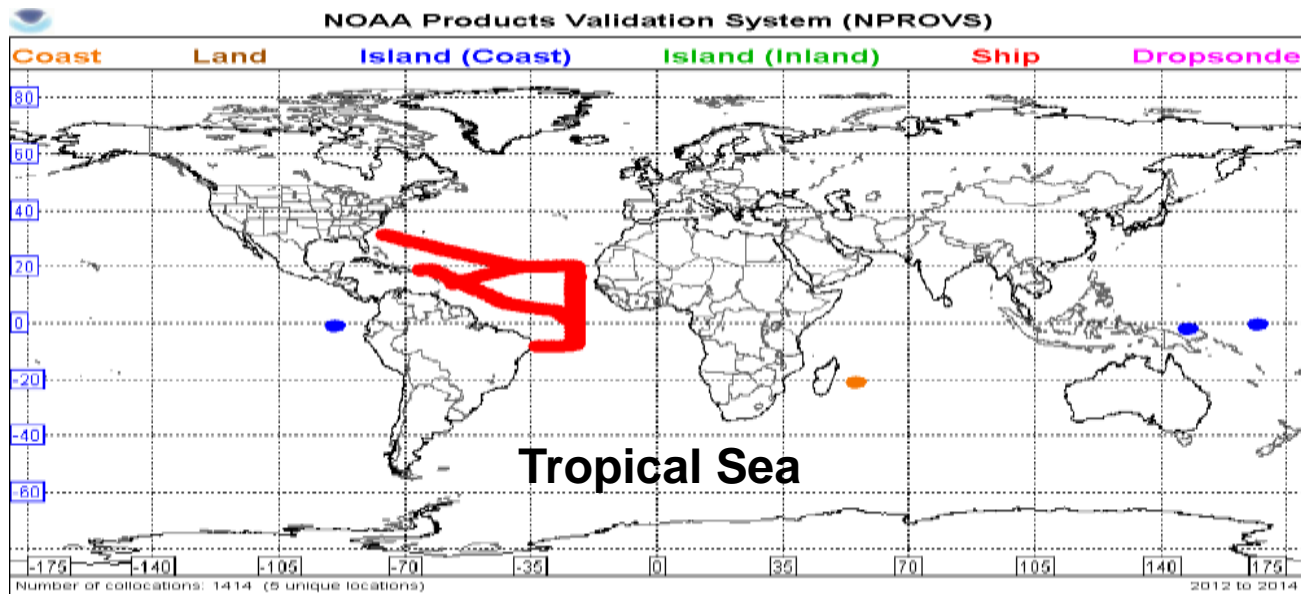 NOAA Products Validation System (NPROVS)
Coast Land Island (Coast) Island (Inland) Ship Dropsonde
80
60
40
20
0
-20
-40
Tropical Sea
-60
-175 -140 -105 -70 -35 0 35 70 105 140 175
Number of collocations: 1414 (5 unique locations) 2012 to 2014